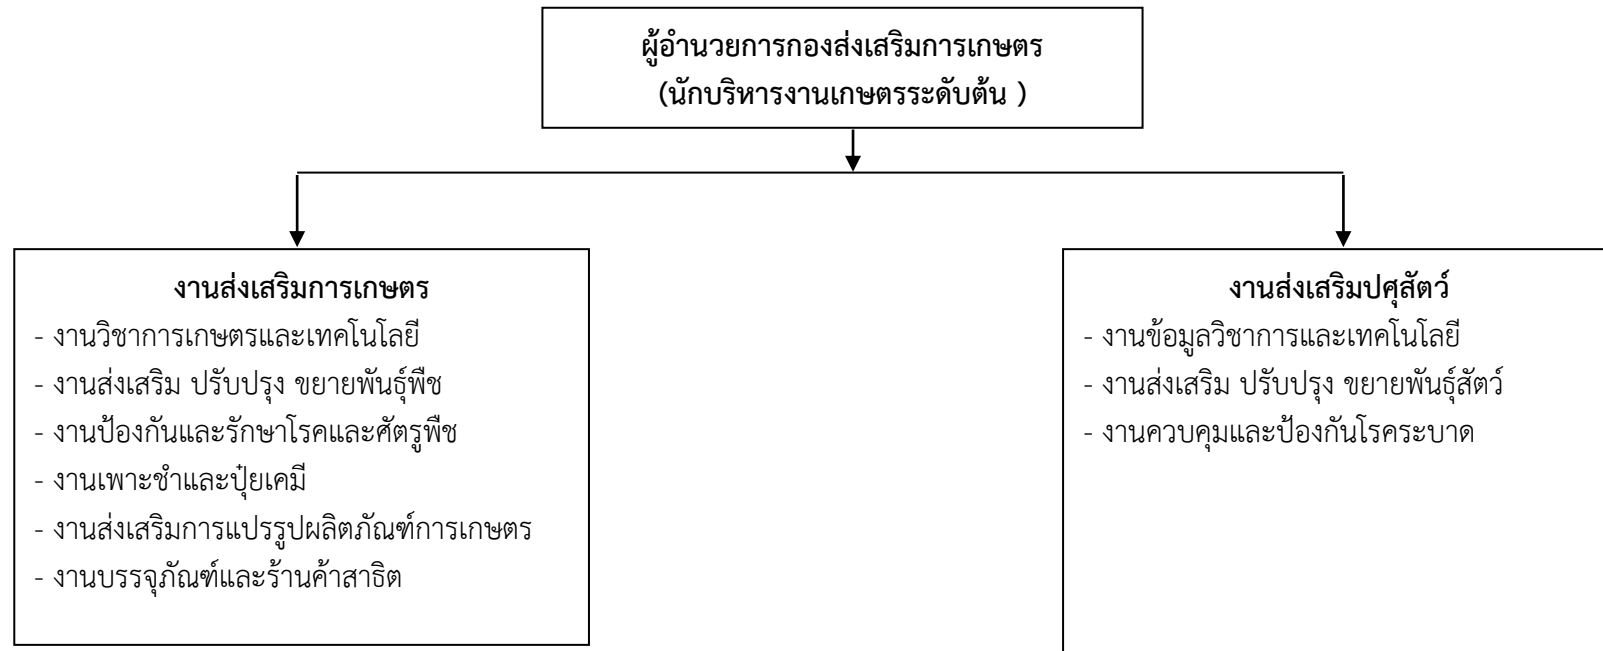 ผู้อำนวยการกองส่งเสริมการเกษตร
(นักบริหารงานเกษตรระดับต้น )
งานส่งเสริมการเกษตร
- งานวิชาการเกษตรและเทคโนโลยี
- งานส่งเสริม ปรับปรุง ขยายพันธุ์พืช
- งานป้องกันและรักษาโรคและศัตรูพืช
- งานเพาะชำและปุ๋ยเคมี
- งานส่งเสริมการแปรรูปผลิตภัณฑ์การเกษตร
- งานบรรจุภัณฑ์และร้านค้าสาธิต
งานส่งเสริมปศุสัตว์
- งานข้อมูลวิชาการและเทคโนโลยี
- งานส่งเสริม ปรับปรุง ขยายพันธุ์สัตว์
- งานควบคุมและป้องกันโรคระบาด